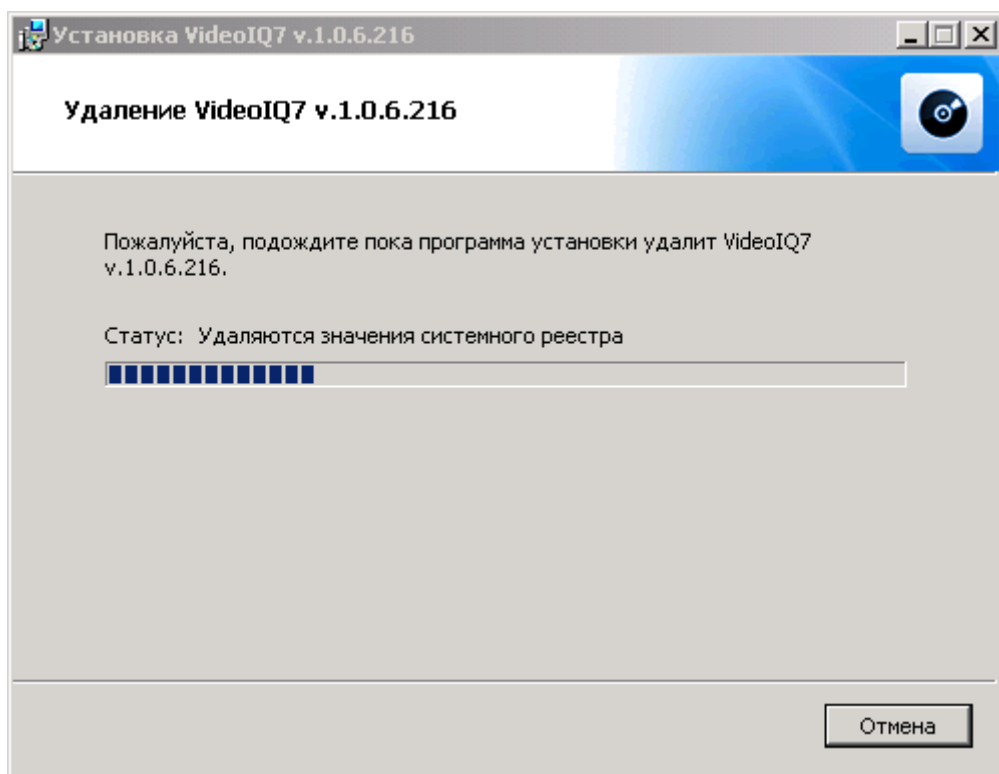 Установка VideoIQ7 v.1.0.6.216
Удаление VideoIQ7 v.1.0.6.216
Пожалуйста, подождите пока программа установки удалит VideoIQ7
v.1.0.6.216.
Статус: Удаляются значения системного реестра
Отмена